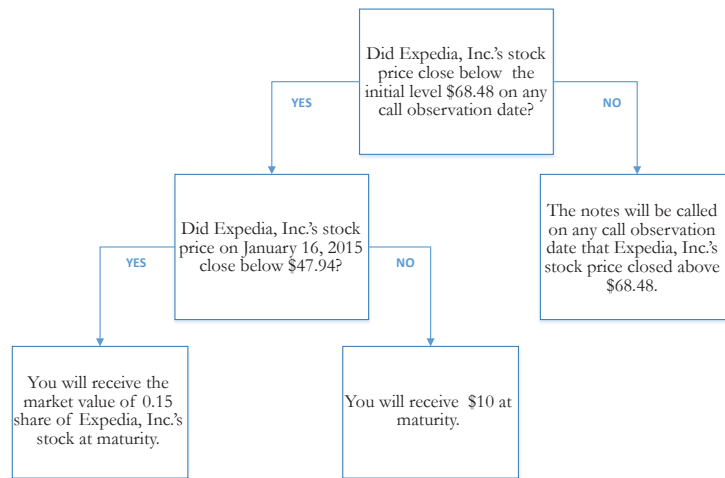 Did Expedia, Inc.'s stock
price close below the
initial level $68.48 on any
call observation date?
YES
NO
Did Expedia, Inc.'s stock
price on January 16, 2015
close below $47.94?
The notes will be called
on any call observation
date that Expedia, Inc.'s
stock price closed above
$68.48.
YES
NO
You will receive the
market value of 0.15
share of Expedia, Inc.'s
stock at maturity.
You will receive $10 at
maturity.